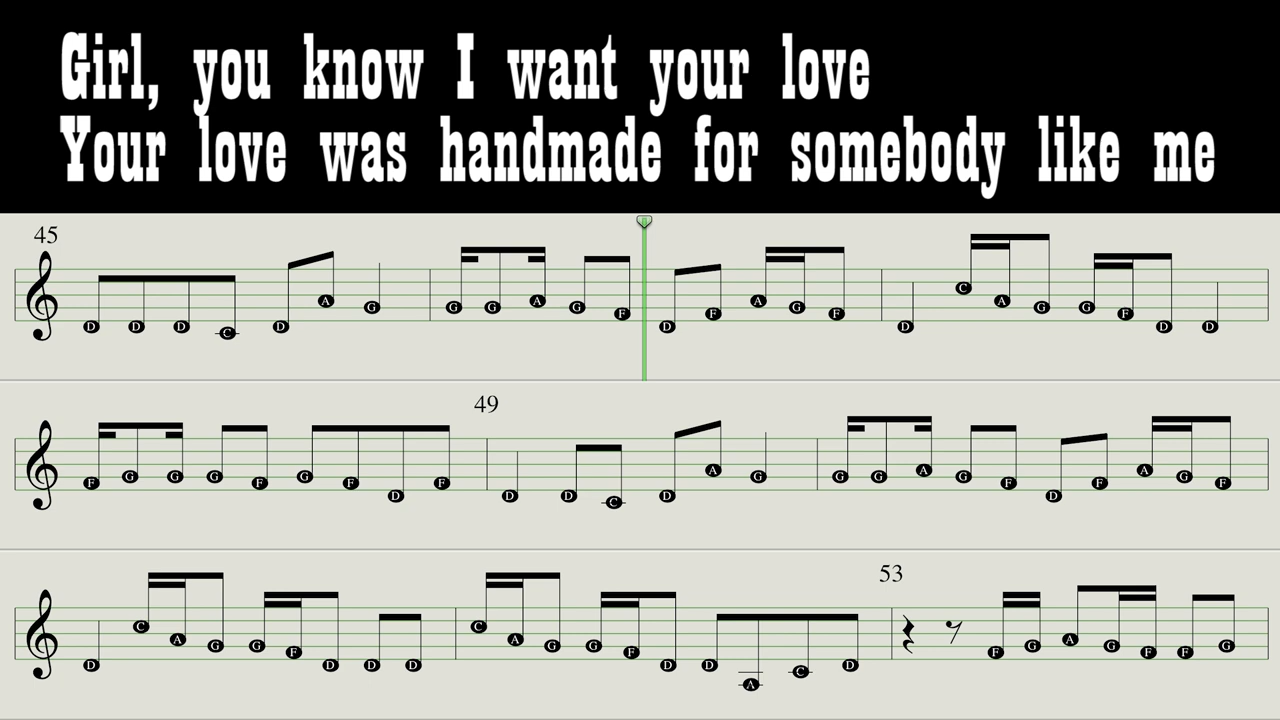 Girl, you know I want your love
Your love was handmade for somebody like me
45
D D D C D A G G G A G F D F A G F D C A G G F D D
49
F G G G F G F D F D D C D A G G G A G F D F A G F
53
D C A G G F D D D C A G G F D D A C D F G A G F F G